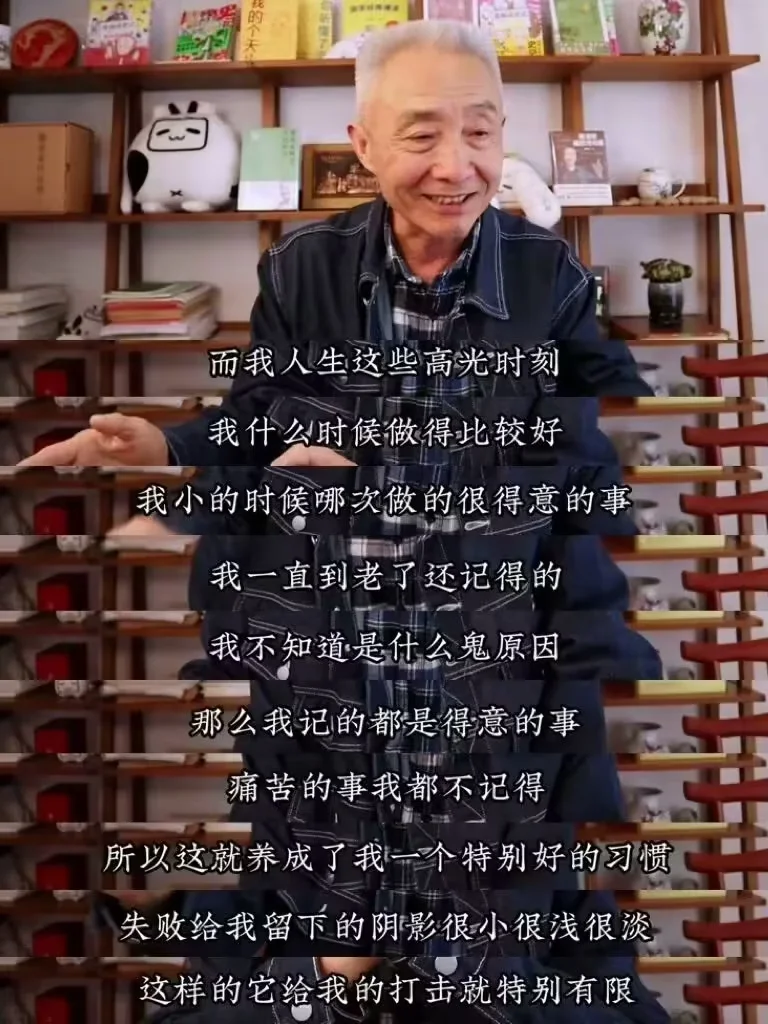 我的个天
而我人生这些高光时刻
我什么时候做得比较好
我小的时候哪次做的很得意的事
我一直到老了还记得的
我不知道是什么鬼原因
那么我记的都是得意的事
痛苦的事我都不记得
所以这就养成了我一个特别好的习惯
失败给我留下的阴影很小很浅很淡
这样的它给我的打击就特别有限